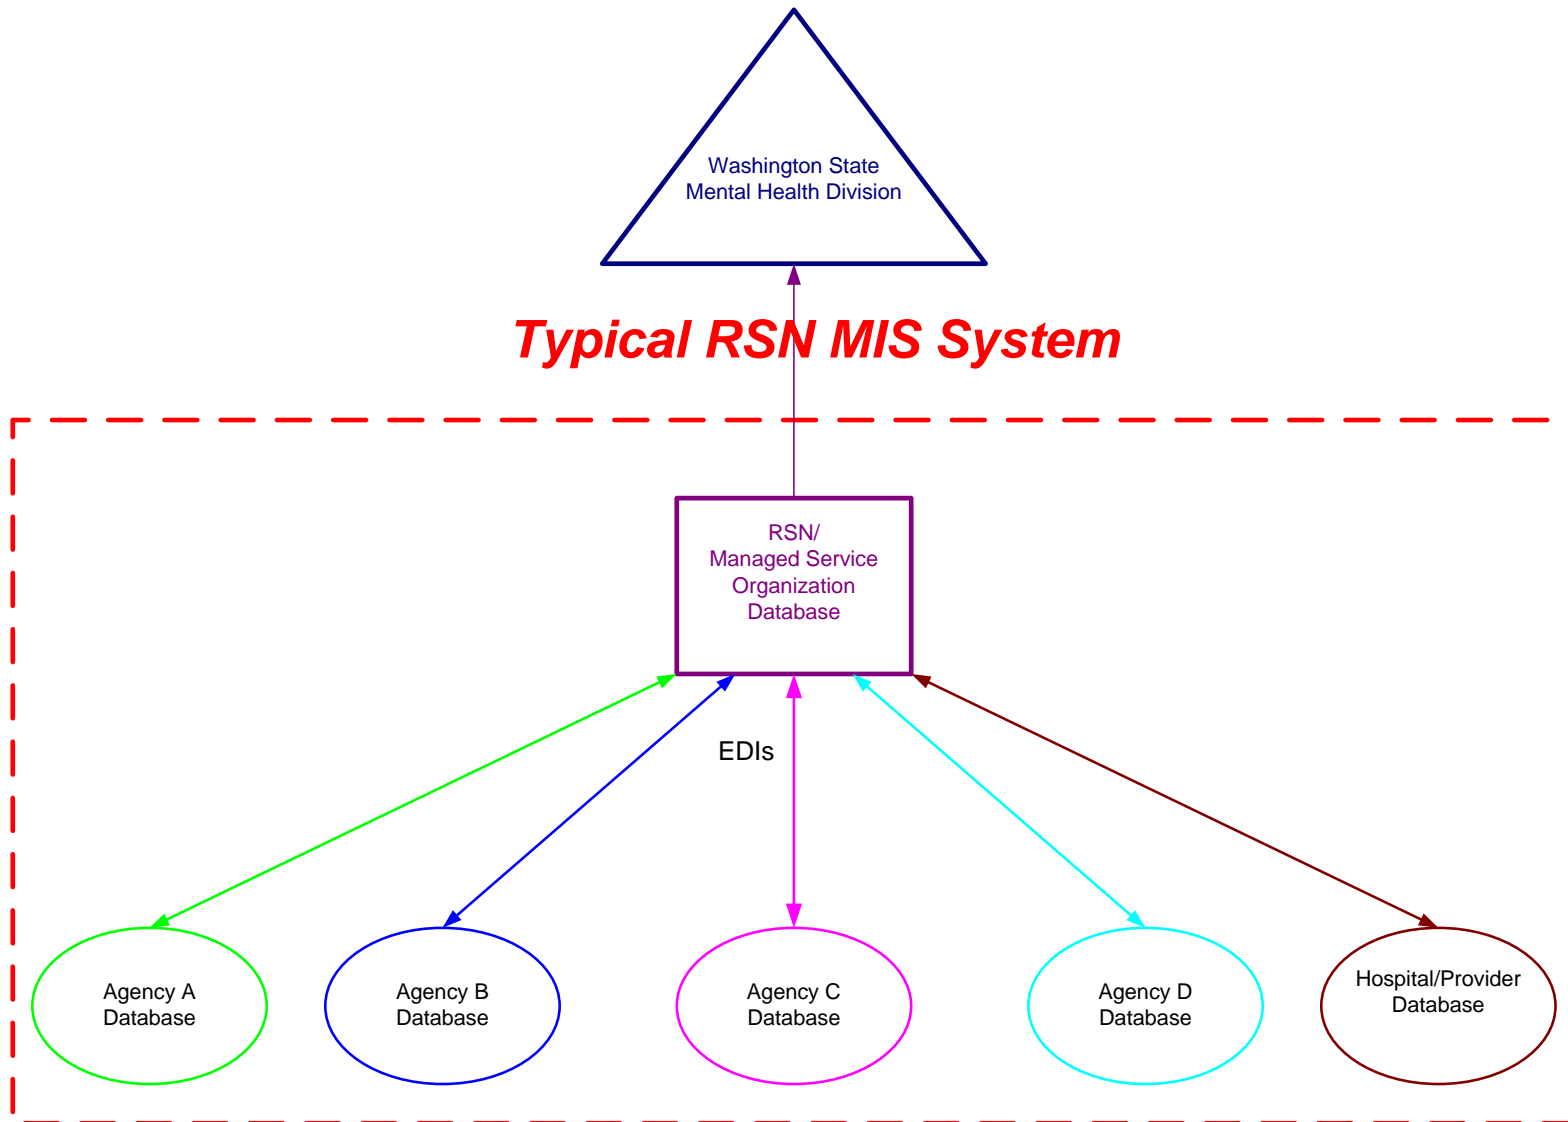 Washington State
Mental Health Division
Typical RSN MIS System
RSN/
Managed Service
Organization
Database
EDIs
Agency A
Database
Agency B
Database
Agency C
Database
Agency D
Database
Hospital/Provider
Database